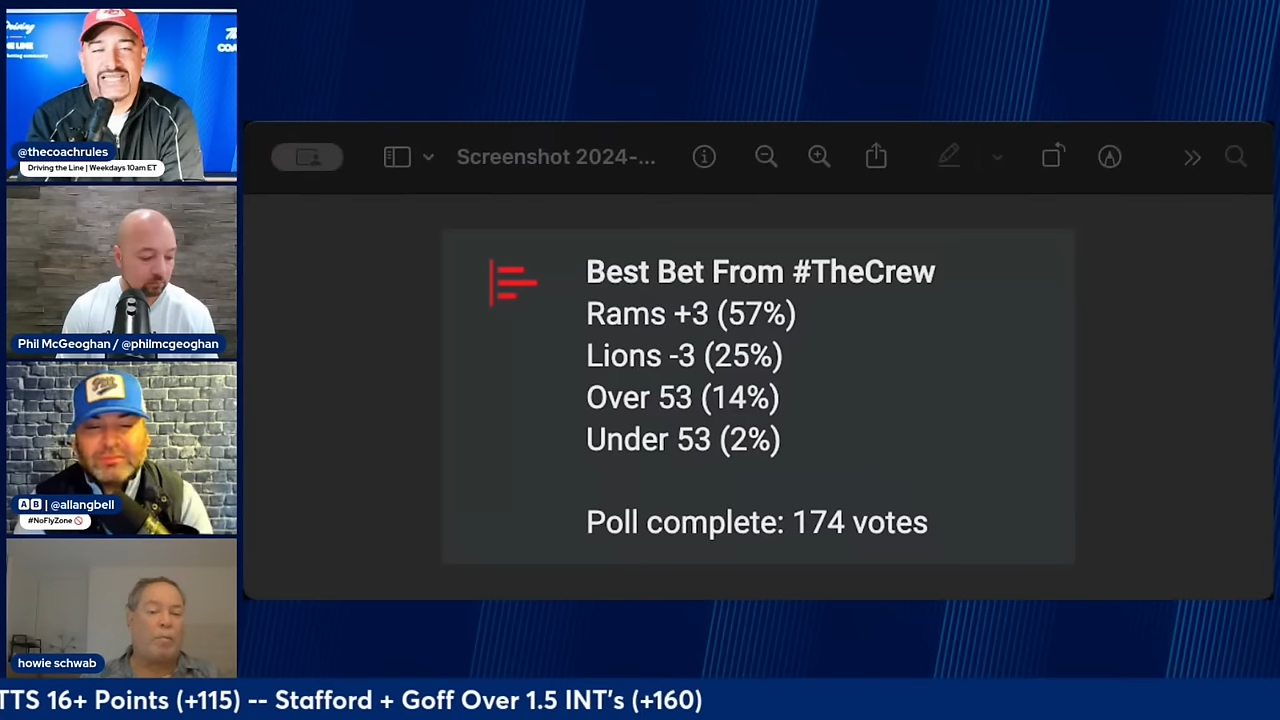 @thecoachrules
Driving the Line | Weekdays 10am ET
Phil McGeoghan / @philmcgeoghan
AB | @allangbell
#NoFlyZone
howie schwab
Screenshot 2024-...
Best Bet From #TheCrew
Rams +3 (57%)
Lions -3 (25%)
Over 53 (14%)
Under 53 (2%)
Poll complete: 174 votes
TTS 16+ Points (+115) -- Stafford + Goff Over 1.5 INT's (+160)